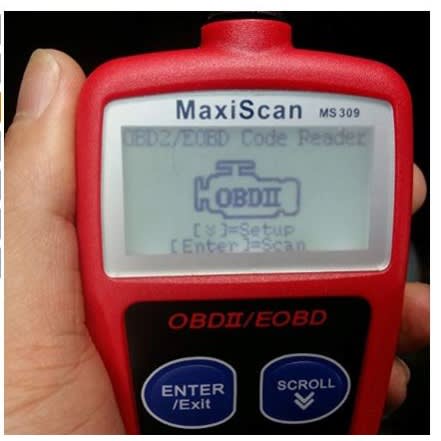 MaxiScan MS309
OBD2/EOBD Code Reader
OBDII
[⨈]=Setup
[Enter]=Scan
OBDII/EOBD
ENTER
/Exit
SCROLL